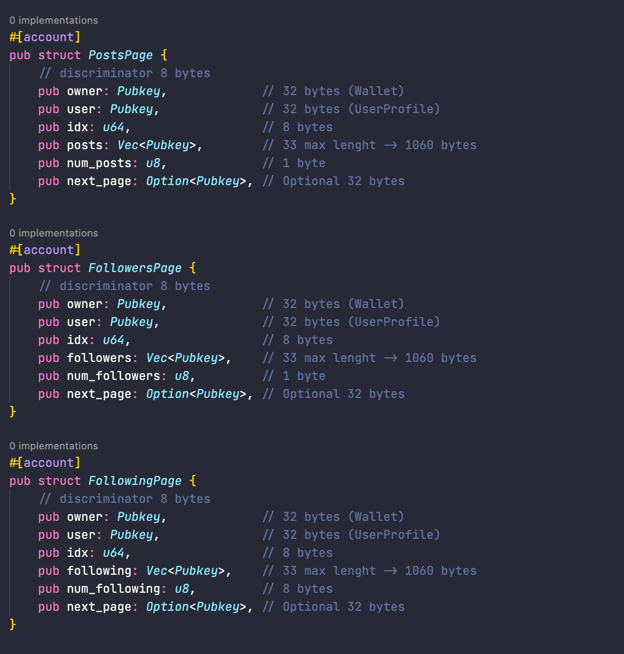 0 implementations
#[account]
pub struct PostsPage {
// discriminator 8 bytes
pub owner: Pubkey, // 32 bytes (Wallet)
pub user: Pubkey, // 32 bytes (UserProfile)
pub idx: u64, // 8 bytes
pub posts: Vec<Pubkey>, // 33 max lenght -> 1060 bytes
pub num_posts: u8, // 1 byte
pub next_page: Option<Pubkey>, // Optional 32 bytes
}
0 implementations
#[account]
pub struct FollowersPage {
// discriminator 8 bytes
pub owner: Pubkey, // 32 bytes (Wallet)
pub user: Pubkey, // 32 bytes (UserProfile)
pub idx: u64, // 8 bytes
pub followers: Vec<Pubkey>, // 33 max lenght -> 1060 bytes
pub num_followers: u8, // 1 byte
pub next_page: Option<Pubkey>, // Optional 32 bytes
}
0 implementations
#[account]
pub struct FollowingPage {
// discriminator 8 bytes
pub owner: Pubkey, // 32 bytes (Wallet)
pub user: Pubkey, // 32 bytes (UserProfile)
pub idx: u64, // 8 bytes
pub following: Vec<Pubkey>, // 33 max lenght -> 1060 bytes
pub num_following: u8, // 8 bytes
pub next_page: Option<Pubkey>, // Optional 32 bytes
}